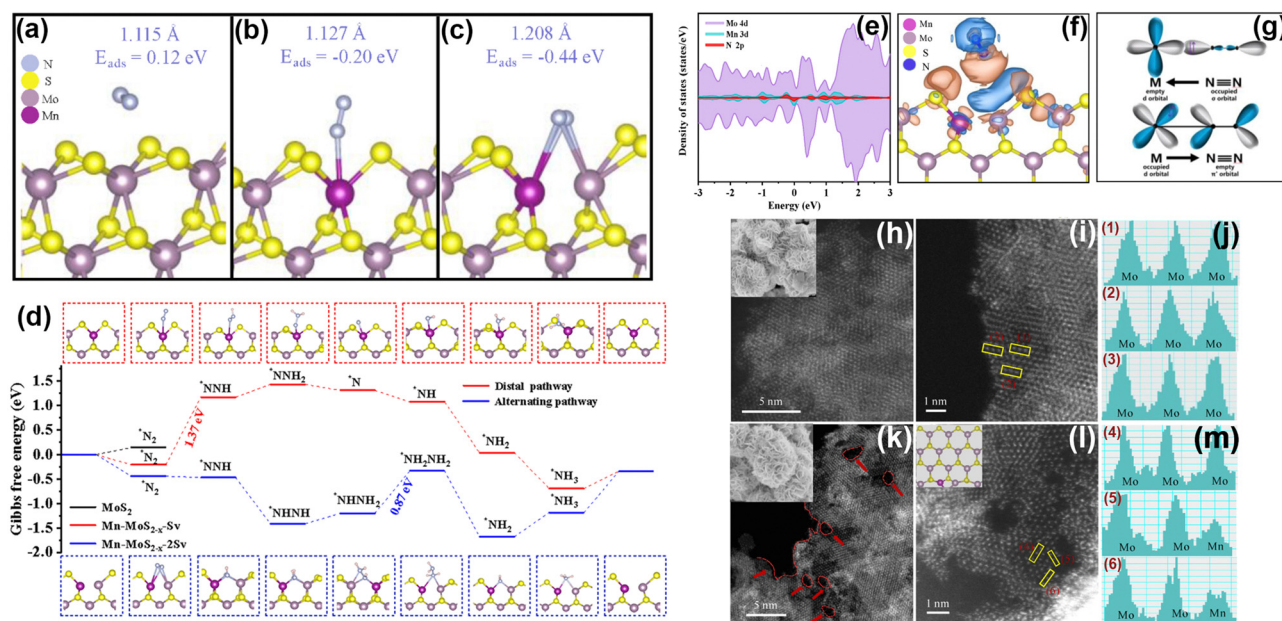 (a)
1.115 Å
E_ads = 0.12 eV
N
S
Mo
Mn
(b)
1.127 Å
E_ads = -0.20 eV
(c)
1.208 Å
E_ads = -0.44 eV
(d)
Gibbs free energy (eV)
1.5
1.0
0.5
0.0
-0.5
-1.0
-1.5
-2.0
*N₂
*N₂
*N₂
*NNH
*NNH₂
*N
*NH
*NH₂
*NH₃
1.37 eV
*NNH
*NHNH
*NHNH₂
*NH₂NH₂
0.87 eV
*NH₂
*NH₃
Distal pathway
Alternating pathway
MoS₂
Mn-MoS₂₋ₓ-Sv
Mn-MoS₂₋ₓ-2Sv
(e)
Mo 4d
Mn 3d
N 2p
Density of states (states/eV)
-3 -2 -1 0 1 2 3
Energy (eV)
(f)
Mn
Mo
S
N
(g)
M N≡N
empty d orbital
occupied σ orbital
M N≡N
occupied d orbital
empty π* orbital
(h)
5 nm
(i)
1 nm
(j)
(1)
Mo Mo Mo
(2)
Mo Mo Mo
(3)
Mo Mo Mo
(k)
5 nm
(l)
(6)
1 nm
(m)
(4)
Mo Mo Mo
(5)
Mo Mo Mn
(6)
Mo Mo Mn